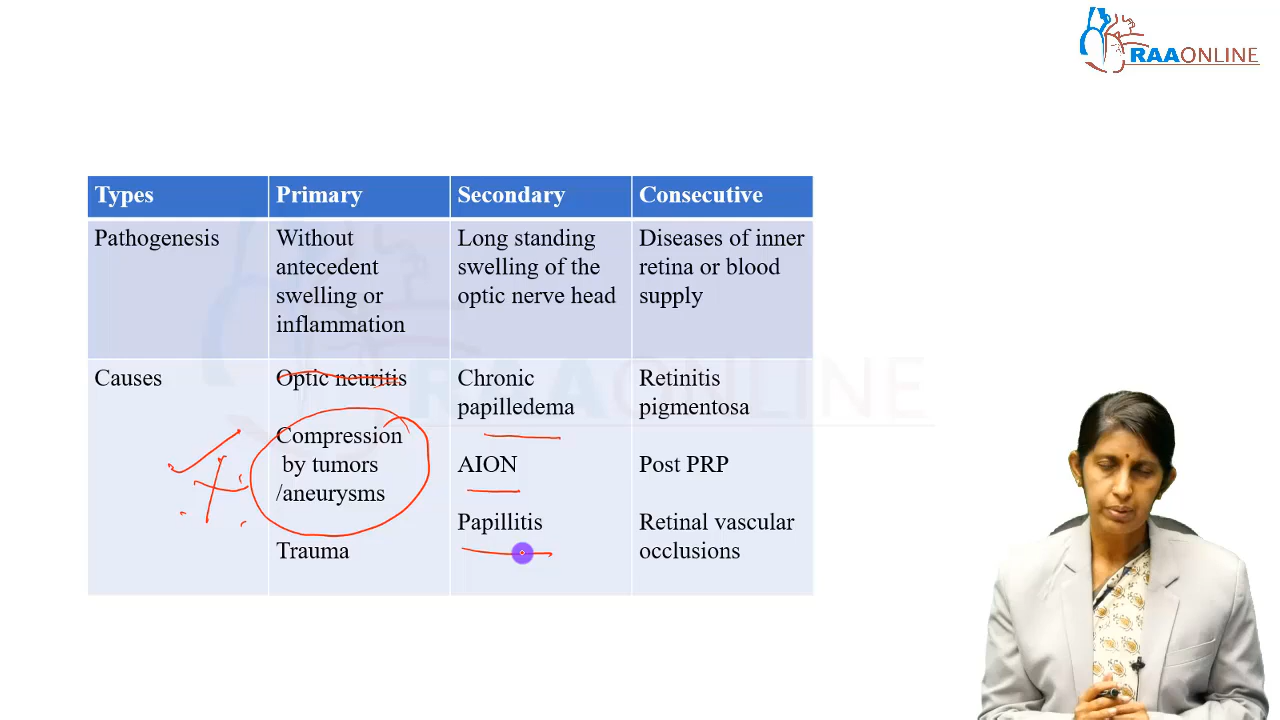 RAAONLINE
Types Primary Secondary Consecutive
Pathogenesis Without Long standing Diseases of inner
antecedent swelling of the retina or blood
swelling or optic nerve head supply
inflammation
Causes Optic neuritis Chronic Retinitis
papilledema pigmentosa
Compression
by tumors AION Post PRP
/aneurysms
Papillitis Retinal vascular
Trauma occlusions
RAAONLINE